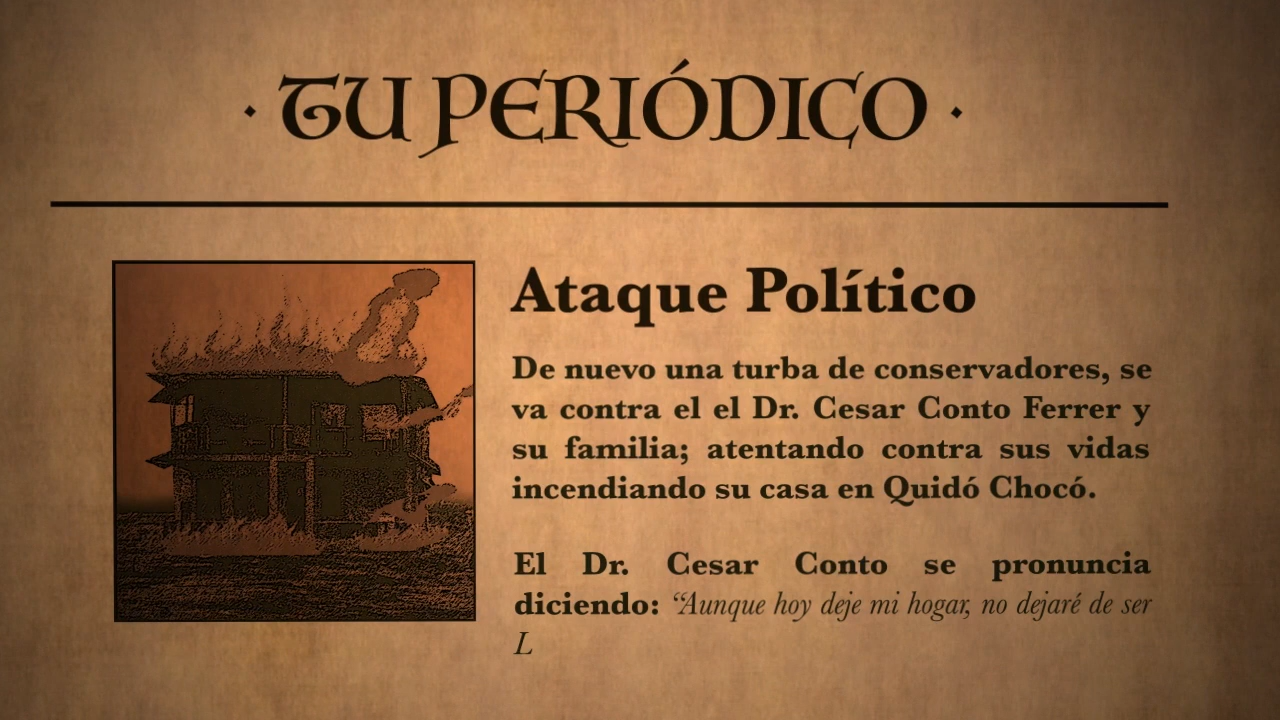 · TU PERIÓDICO ·
Ataque Político
De nuevo una turba de conservadores, se
va contra el el Dr. Cesar Conto Ferrer y
su familia; atentando contra sus vidas
incendiando su casa en Quidó Chocó.
El Dr. Cesar Conto se pronuncia
diciendo: “Aunque hoy deje mi hogar, no dejaré de ser
L